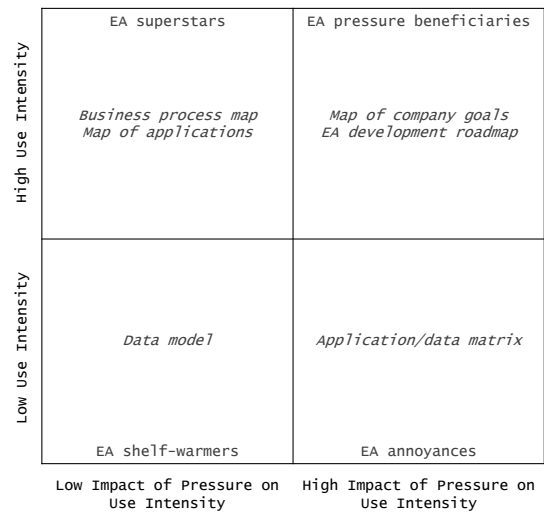 EA superstars
EA pressure beneficiaries
High Use Intensity
Business process map
Map of applications
Map of company goals
EA development roadmap
Low Use Intensity
Data model
Application/data matrix
EA shelf-warmers
EA annoyances
Low Impact of Pressure on
Use Intensity
High Impact of Pressure on
Use Intensity